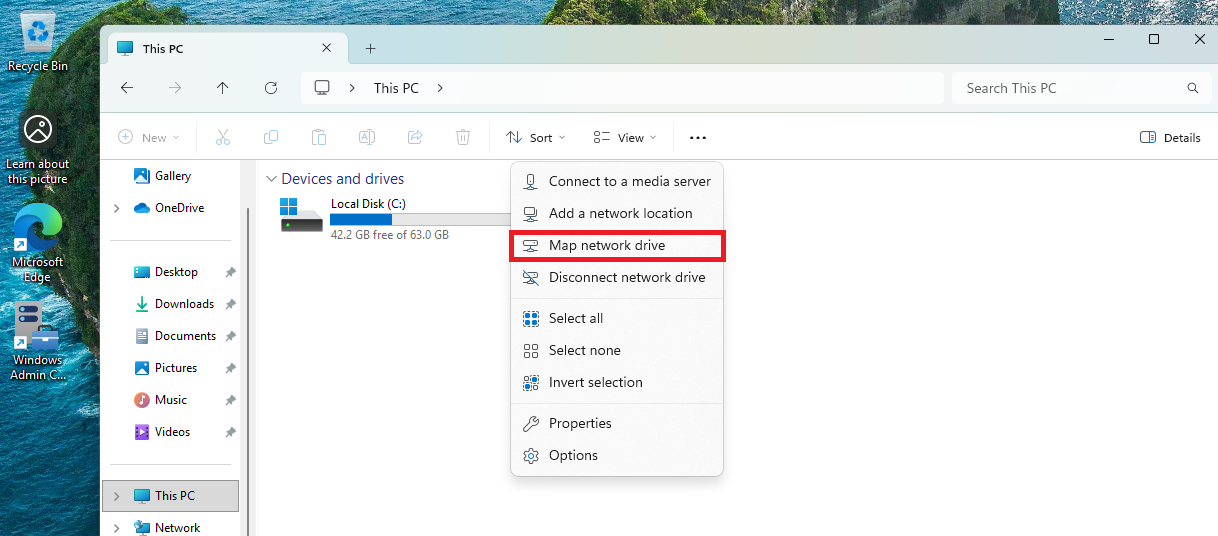 Recycle Bin
Learn about
this picture
Microsoft
Edge
Windows
Admin C...
This PC
This PC
Search This PC
New
Sort
View
Details
Gallery
OneDrive
Desktop
Downloads
Documents
Pictures
Music
Videos
This PC
Network
Devices and drives
Local Disk (C:)
42.2 GB free of 63.0 GB
Connect to a media server
Add a network location
Map network drive
Disconnect network drive
Select all
Select none
Invert selection
Properties
Options